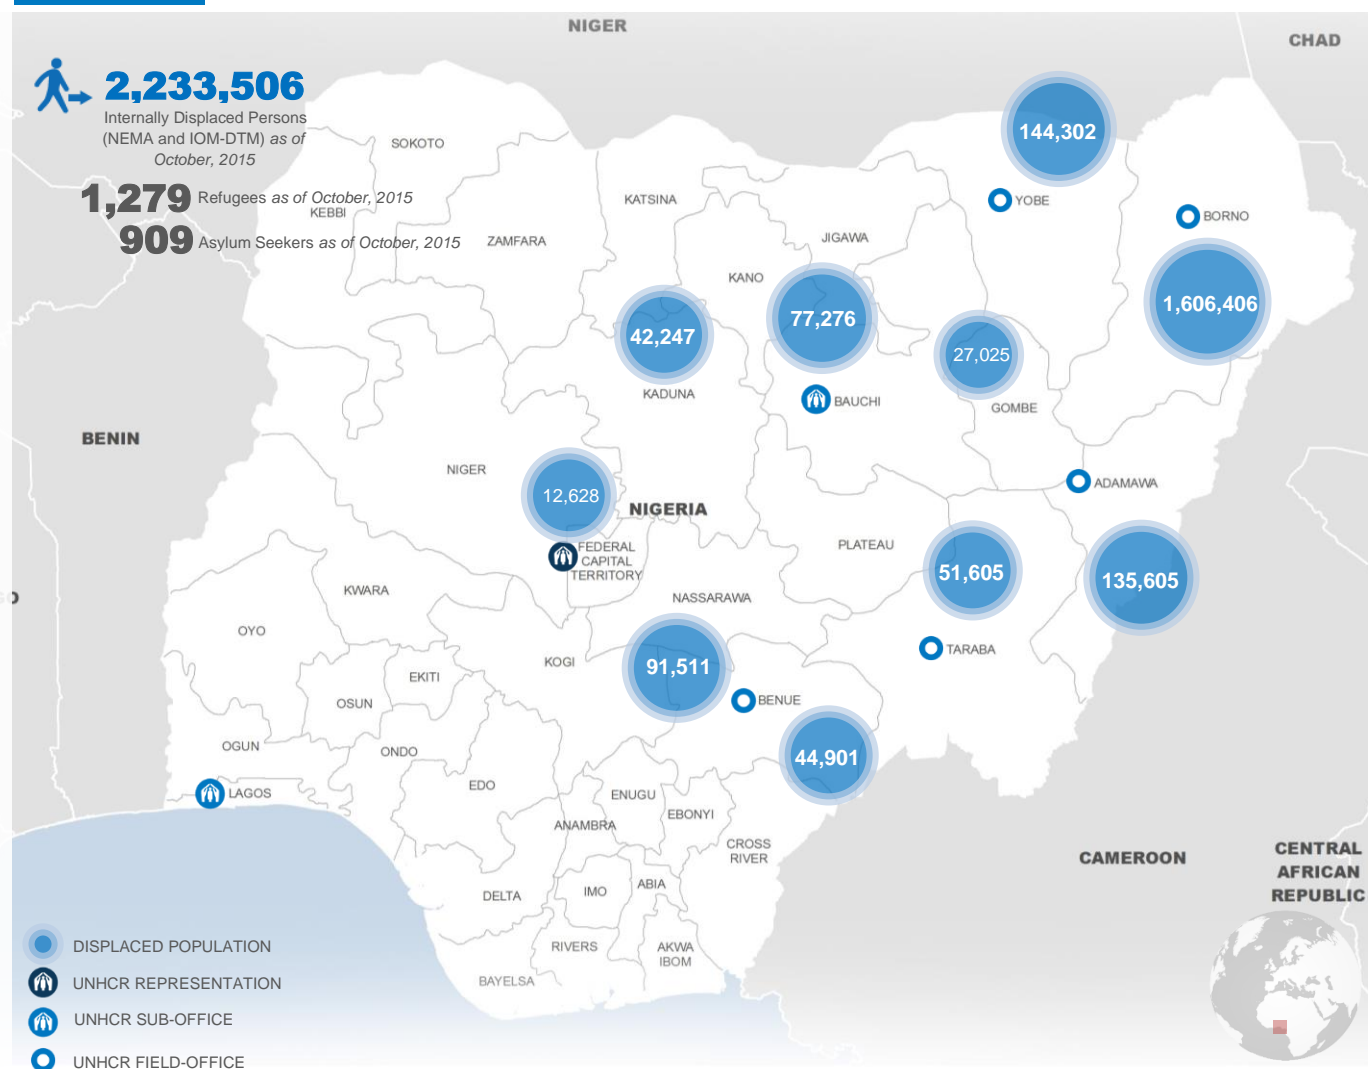 NIGER
CHAD
2,233,506
Internally Displaced Persons
(NEMA and IOM-DTM) as of
October, 2015
1,279 Refugees as of October, 2015
909 Asylum Seekers as of October, 2015
SOKOTO
KEBBI
ZAMFARA
KATSINA
JIGAWA
KANO
144,302
YOBE
BORNO
1,606,406
42,247
77,276
27,025
KADUNA
BAUCHI
GOMBE
BENIN
NIGER
12,628
NIGERIA
ADAMAWA
FEDERAL
CAPITAL
TERRITORY
PLATEAU
51,605
135,605
KWARA
NASSARAWA
OYO
KOGI
91,511
TARABA
EKITI
OSUN
BENUE
OGUN
ONDO
44,901
EDO
LAGOS
ENUGU
EBONYI
ANAMBRA
CROSS
RIVER
CAMEROON
CENTRAL
AFRICAN
REPUBLIC
DELTA
IMO
ABIA
RIVERS
AKWA
IBOM
BAYELSA
DISPLACED POPULATION
UNHCR REPRESENTATION
UNHCR SUB-OFFICE
UNHCR FIELD-OFFICE